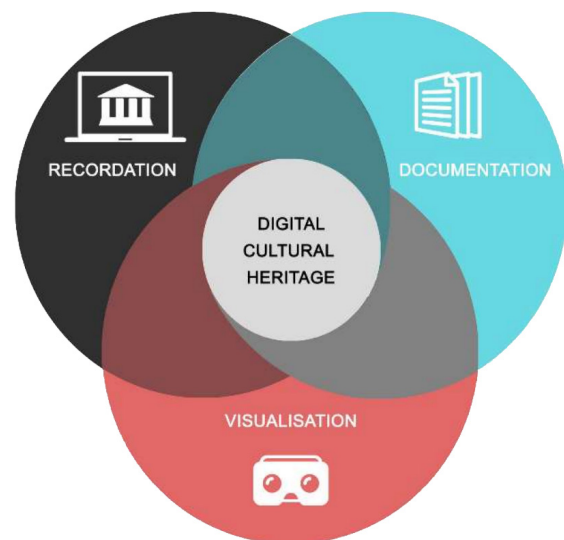 RECORDATION
DOCUMENTATION
DIGITAL
CULTURAL
HERITAGE
VISUALISATION